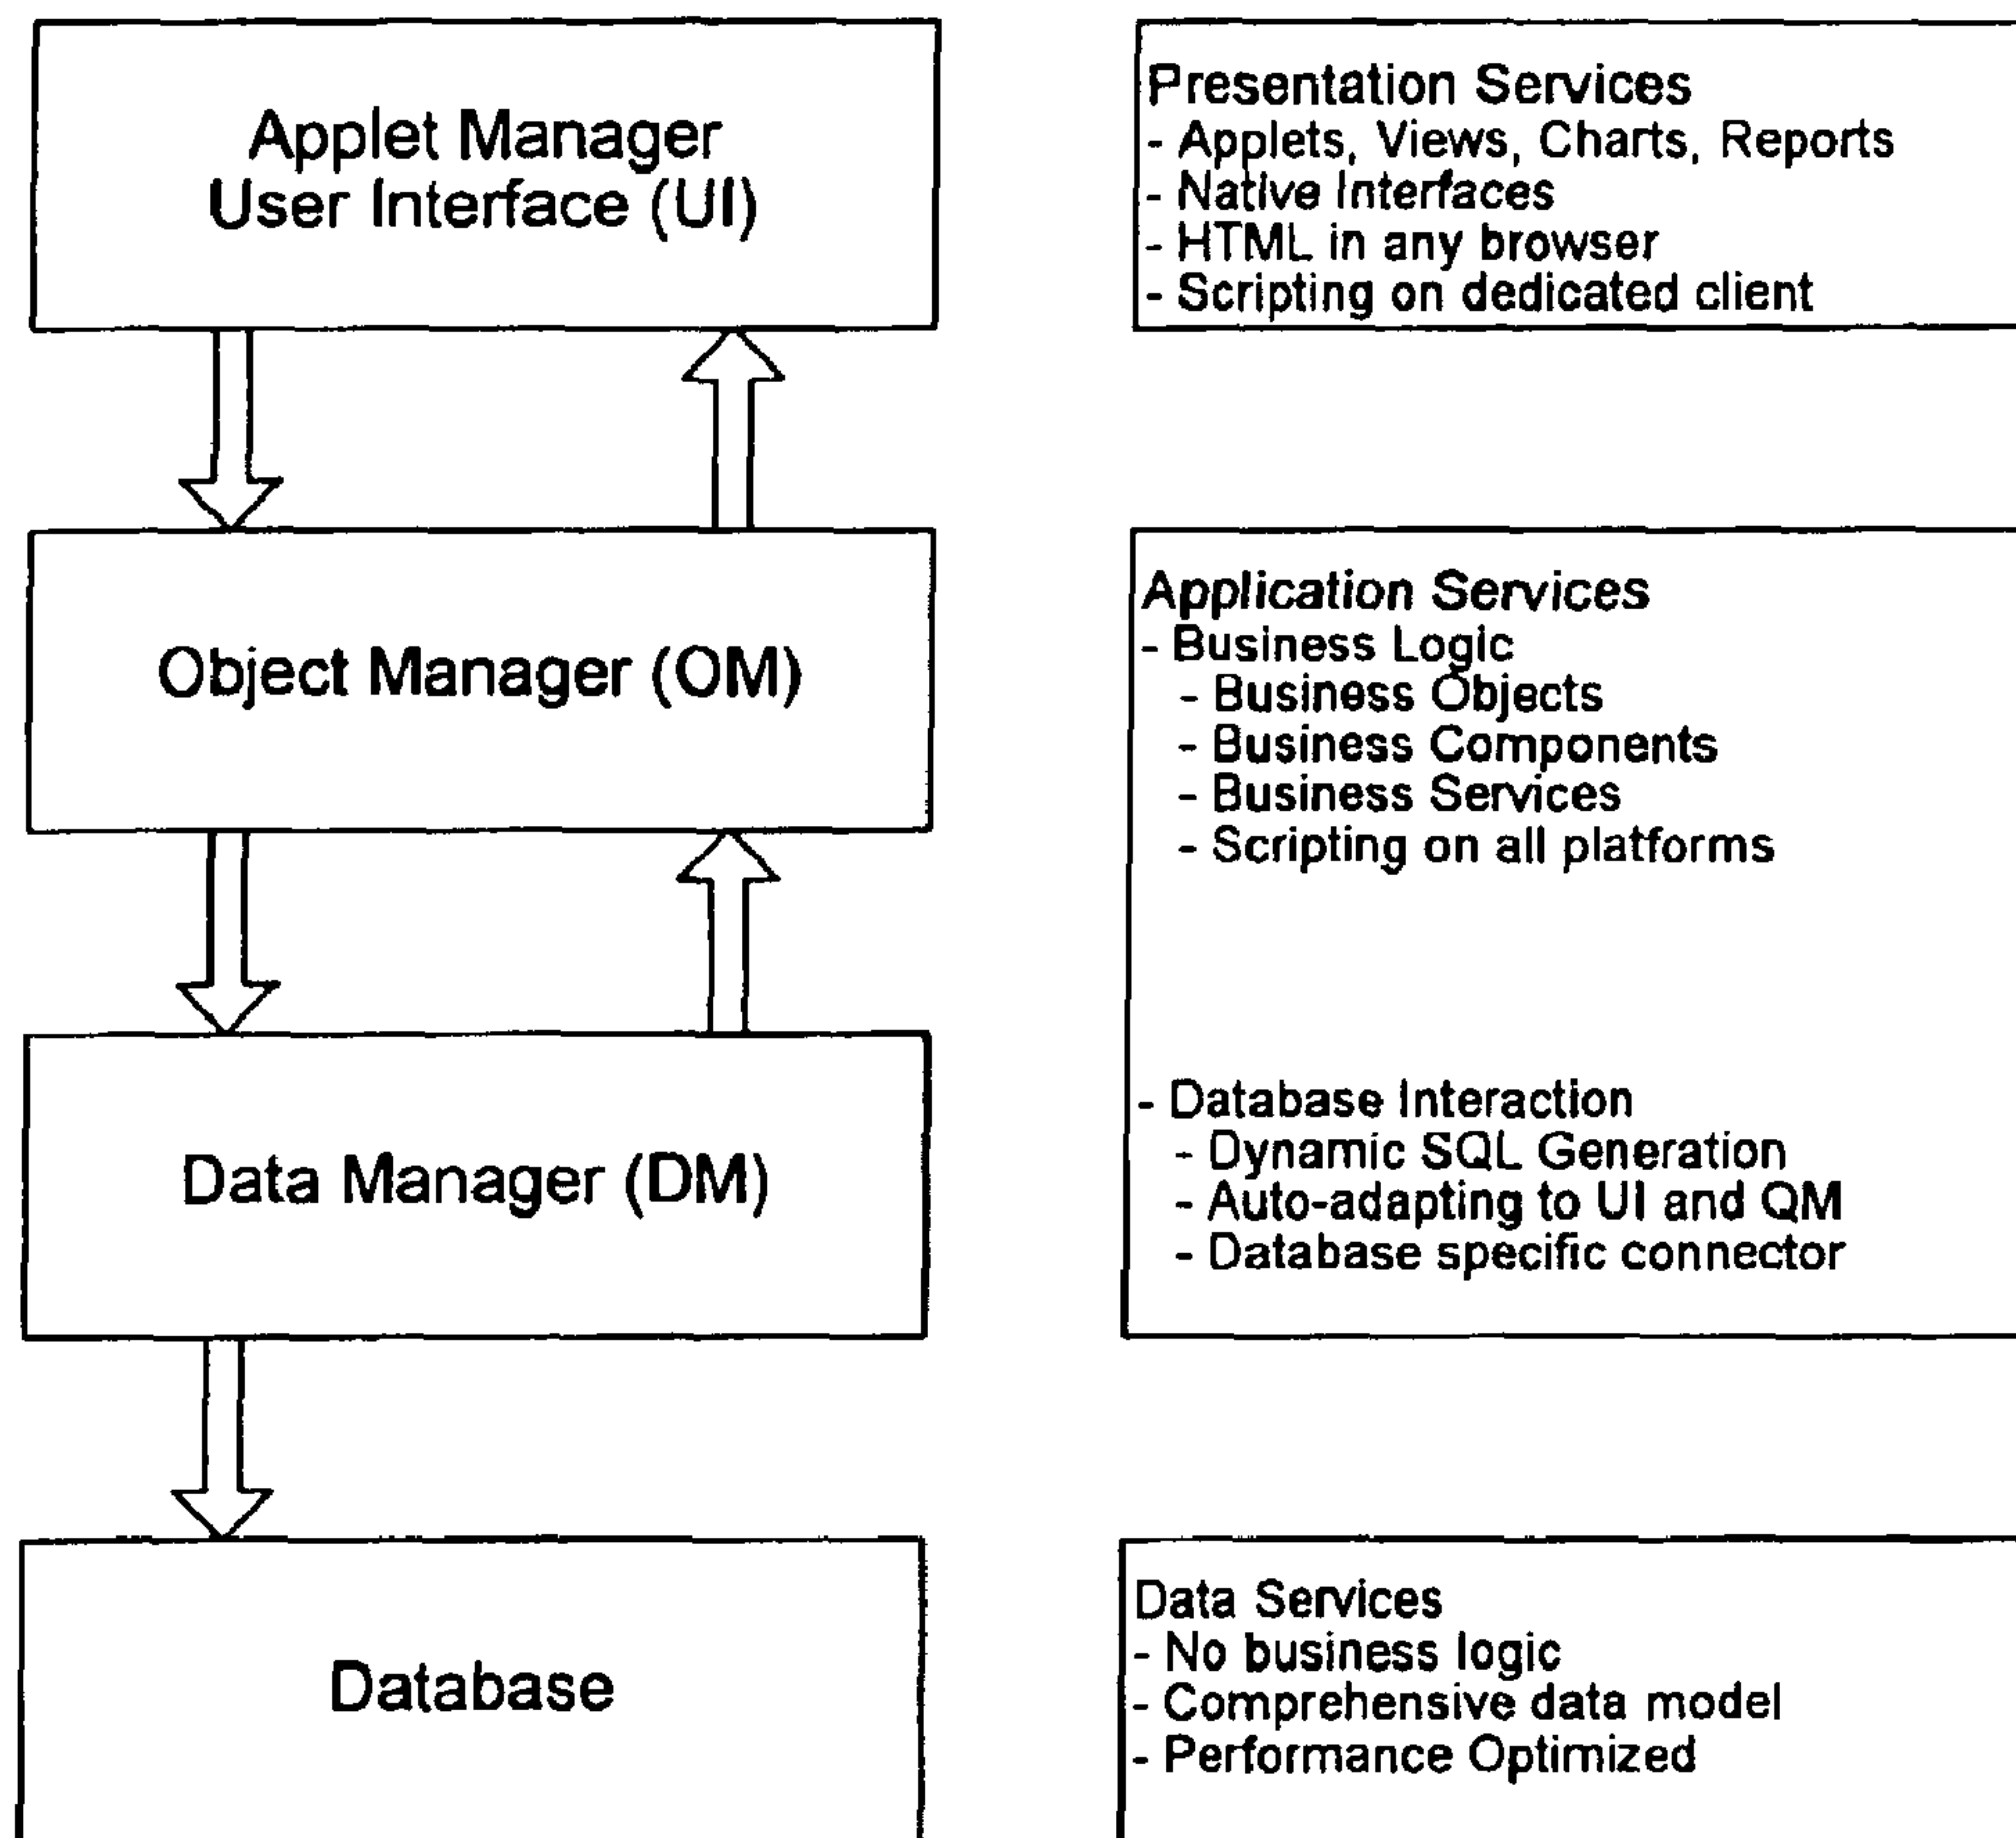 Applet Manager
User Interface (UI)
Presentation Services
- Applets, Views, Charts, Reports
- Native Interfaces
- HTML in any browser
- Scripting on dedicated client
Object Manager (OM)
Application Services
- Business Logic
- Business Objects
- Business Components
- Business Services
- Scripting on all platforms
Data Manager (DM)
- Database Interaction
- Dynamic SQL Generation
- Auto-adapting to UI and QM
- Database specific connector
Database
Data Services
- No business logic
- Comprehensive data model
- Performance Optimized